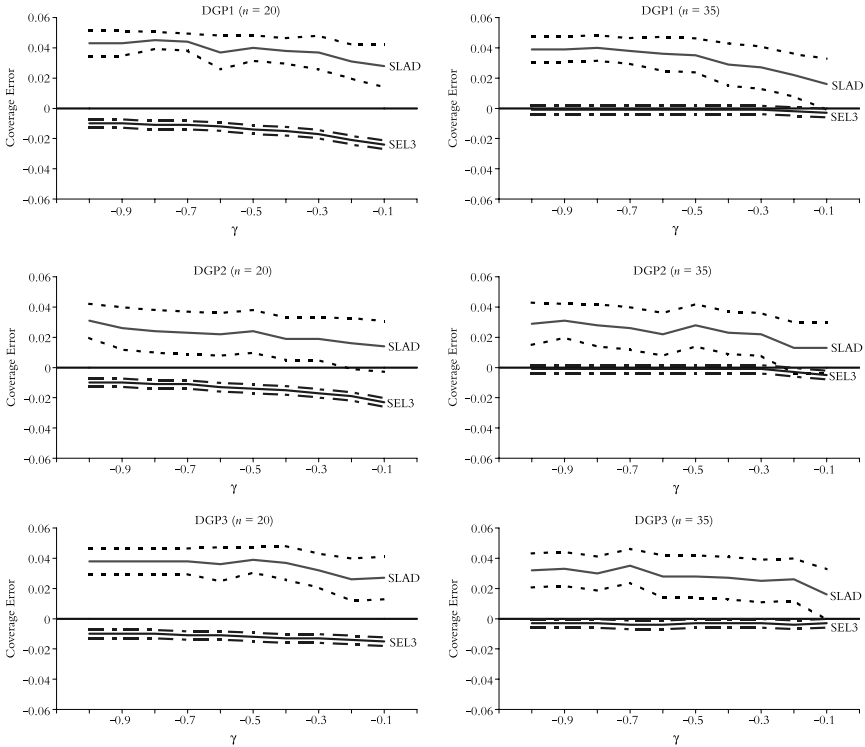 DGP1 (n = 20)
0.06
0.04
0.02
0
−0.02
−0.04
−0.06
Coverage Error
SLAD
SEL3
−0.9 −0.7 −0.5 −0.3 −0.1
γ
DGP1 (n = 35)
0.06
0.04
0.02
0
−0.02
−0.04
−0.06
Coverage Error
SLAD
SEL3
−0.9 −0.7 −0.5 −0.3 −0.1
γ
DGP2 (n = 20)
0.06
0.04
0.02
0
−0.02
−0.04
−0.06
Coverage Error
SLAD
SEL3
−0.9 −0.7 −0.5 −0.3 −0.1
γ
DGP2 (n = 35)
0.06
0.04
0.02
0
−0.02
−0.04
−0.06
Coverage Error
SLAD
SEL3
−0.9 −0.7 −0.5 −0.3 −0.1
γ
DGP3 (n = 20)
0.06
0.04
0.02
0
−0.02
−0.04
−0.06
Coverage Error
SLAD
SEL3
−0.9 −0.7 −0.5 −0.3 −0.1
γ
DGP3 (n = 35)
0.06
0.04
0.02
0
−0.02
−0.04
−0.06
Coverage Error
SLAD
SEL3
−0.9 −0.7 −0.5 −0.3 −0.1
γ